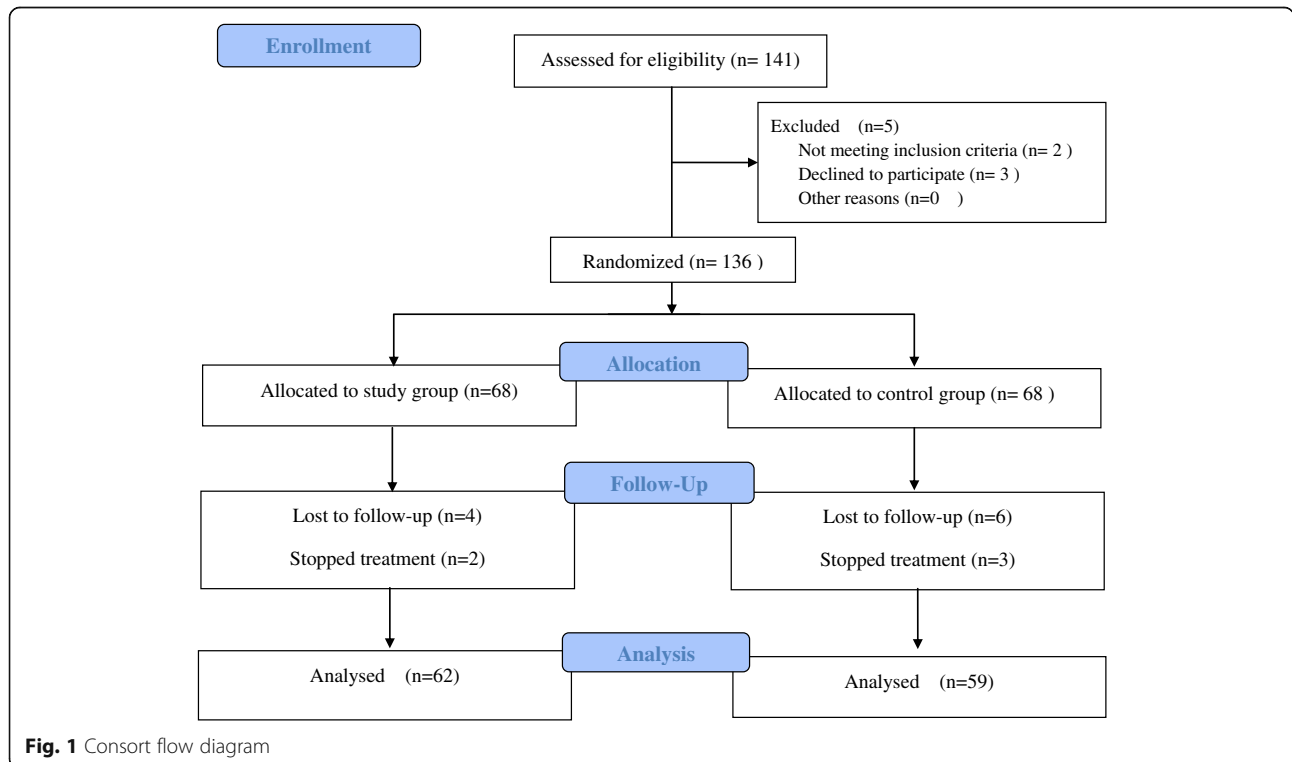 Enrollment
Assessed for eligibility (n= 141)
Excluded (n=5)
Not meeting inclusion criteria (n= 2 )
Declined to participate (n= 3 )
Other reasons (n=0 )
Randomized (n= 136 )
Allocation
Allocated to study group (n=68)
Allocated to control group (n= 68 )
Follow-Up
Lost to follow-up (n=4)
Stopped treatment (n=2)
Lost to follow-up (n=6)
Stopped treatment (n=3)
Analysis
Analysed (n=62)
Analysed (n=59)
Fig. 1 Consort flow diagram